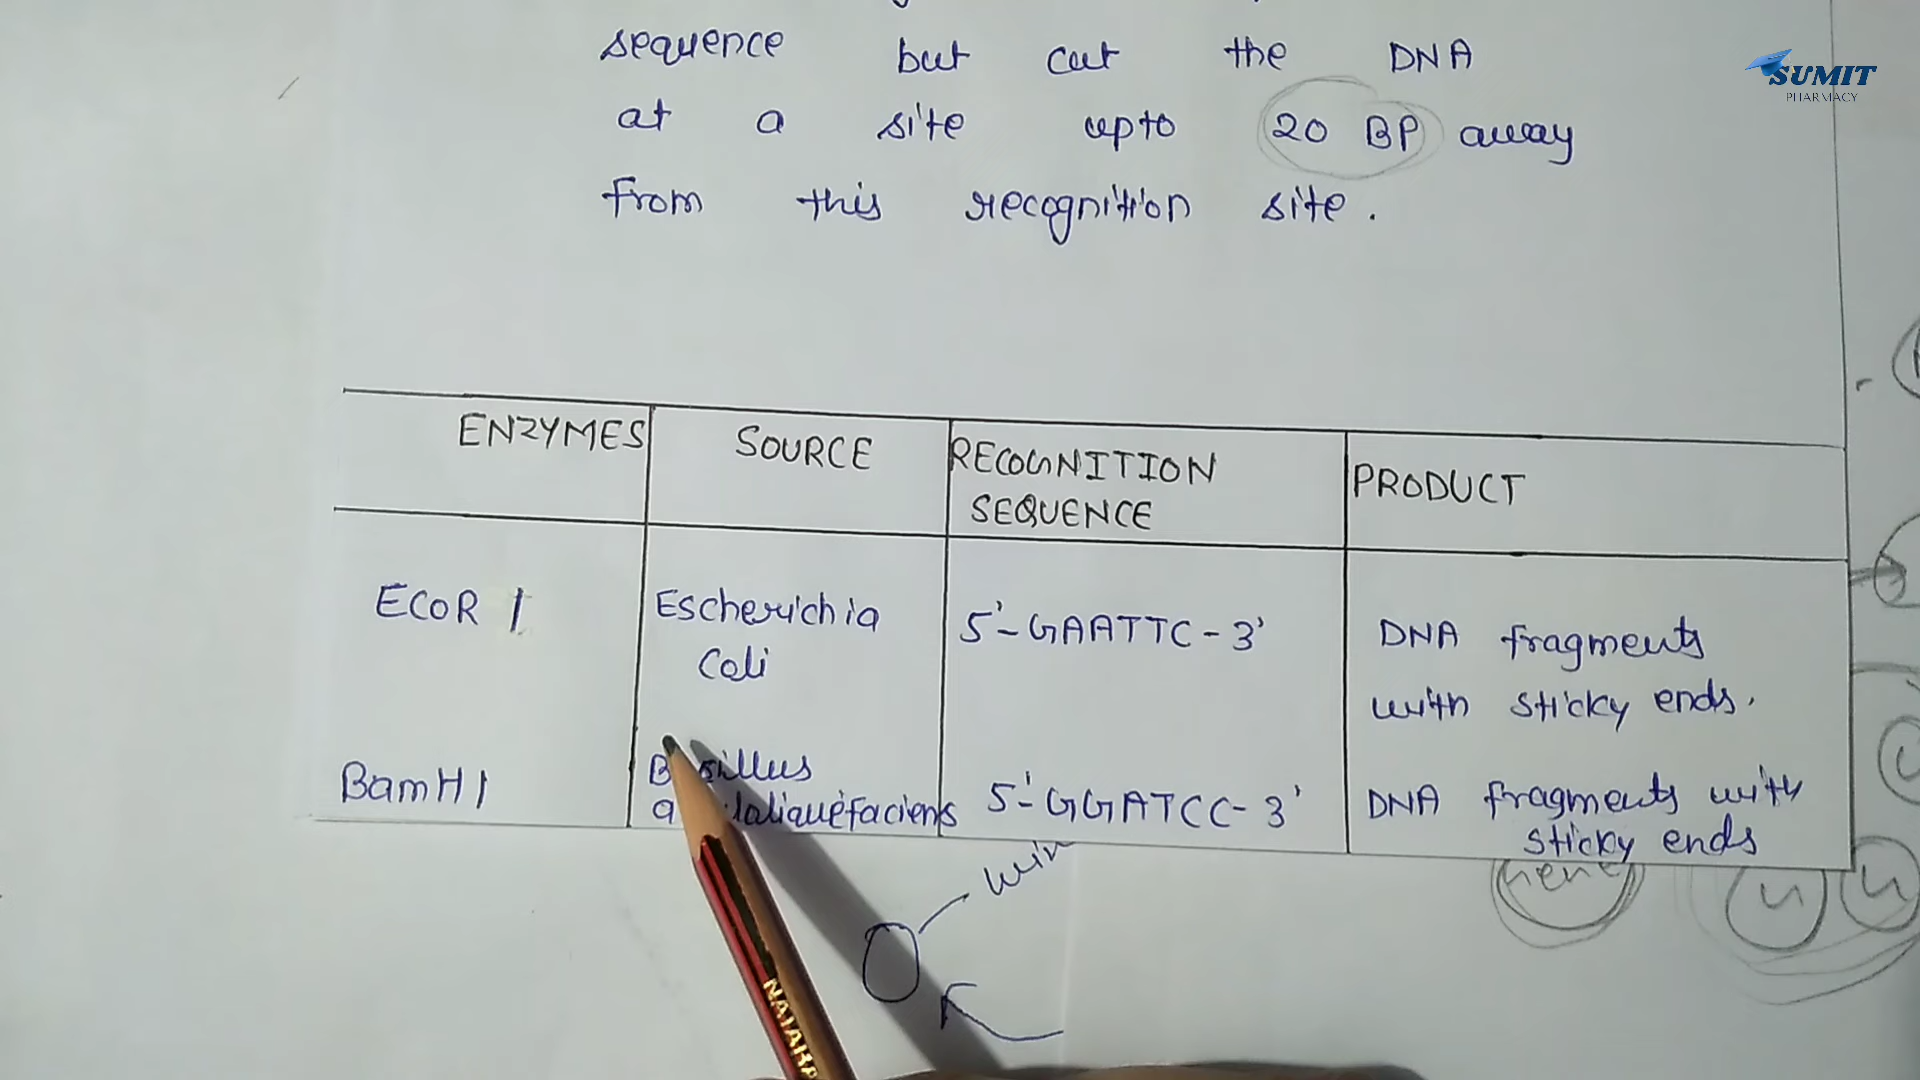 sequence but cut the DNA
at a site upto 20 BP away
from this recognition site.
SUMIT
PHARMACY
ENZYMES SOURCE RECOGNITION SEQUENCE PRODUCT
ECOR I Escherichia Coli 5'-GAATTC-3' DNA fragments with sticky ends.
BamH I 5'-GGATCC-3' DNA fragments with sticky ends
NATARAJ